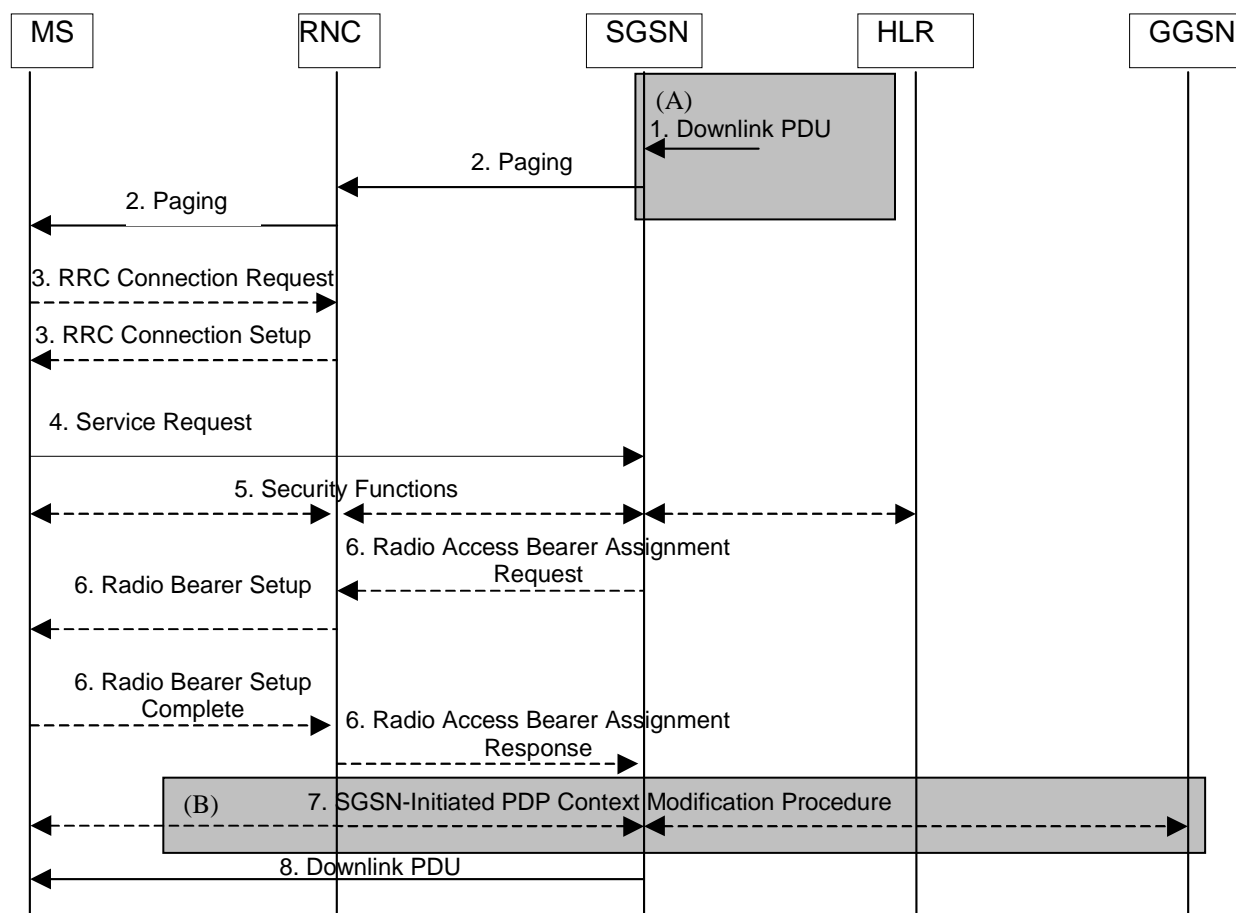 MS
RNC
SGSN
HLR
GGSN
(A)
1. Downlink PDU
2. Paging
2. Paging
3. RRC Connection Request
3. RRC Connection Setup
4. Service Request
5. Security Functions
6. Radio Access Bearer Assignment
Request
6. Radio Bearer Setup
6. Radio Bearer Setup
Complete
6. Radio Access Bearer Assignment
Response
(B)
7. SGSN-Initiated PDP Context Modification Procedure
8. Downlink PDU